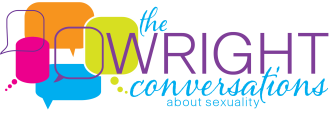 the
WRIGHT
conversations
about sexuality